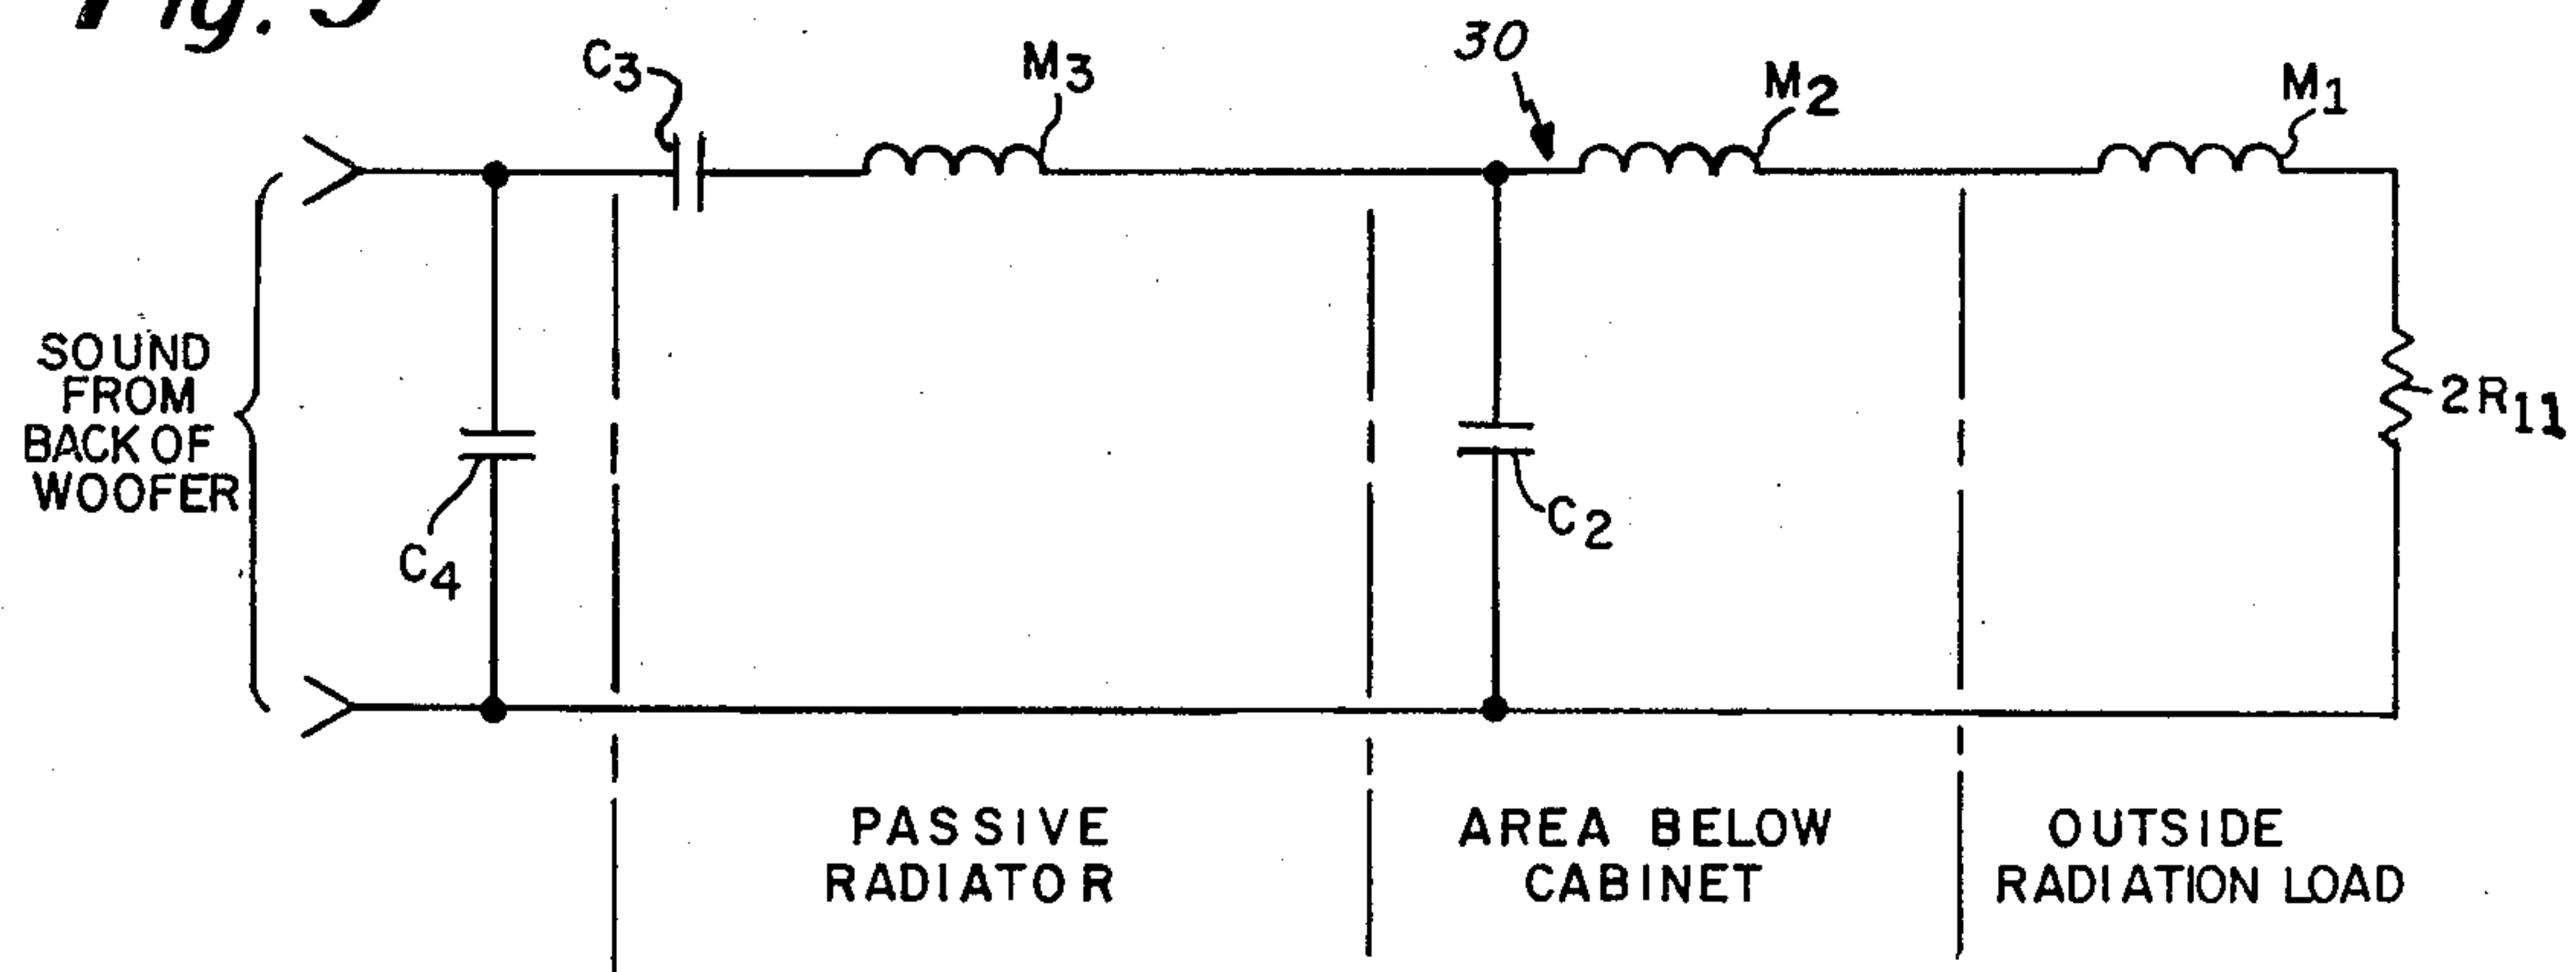 Fig. 5
C3
M3
30
M2
M1
SOUND
FROM
BACK OF
WOOFER
C4
C2
2R11
PASSIVE
RADIATOR
AREA BELOW
CABINET
OUTSIDE
RADIATION LOAD